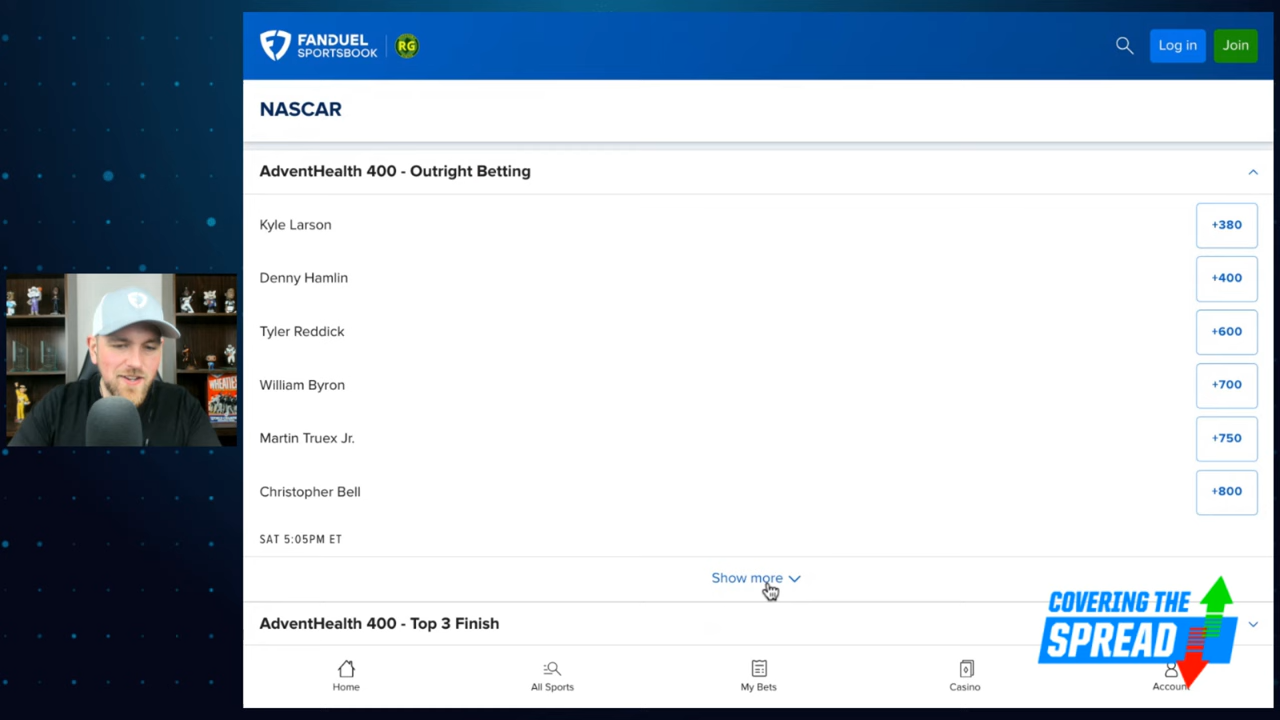 FANDUEL
SPORTSBOOK
RG
Log in
Join
NASCAR
AdventHealth 400 - Outright Betting
Kyle Larson
+380
Denny Hamlin
+400
Tyler Reddick
+600
William Byron
+700
Martin Truex Jr.
+750
Christopher Bell
+800
SAT 5:05PM ET
Show more
AdventHealth 400 - Top 3 Finish
COVERING THE
SPREAD
Home
All Sports
My Bets
Casino
Account
WHEATIES